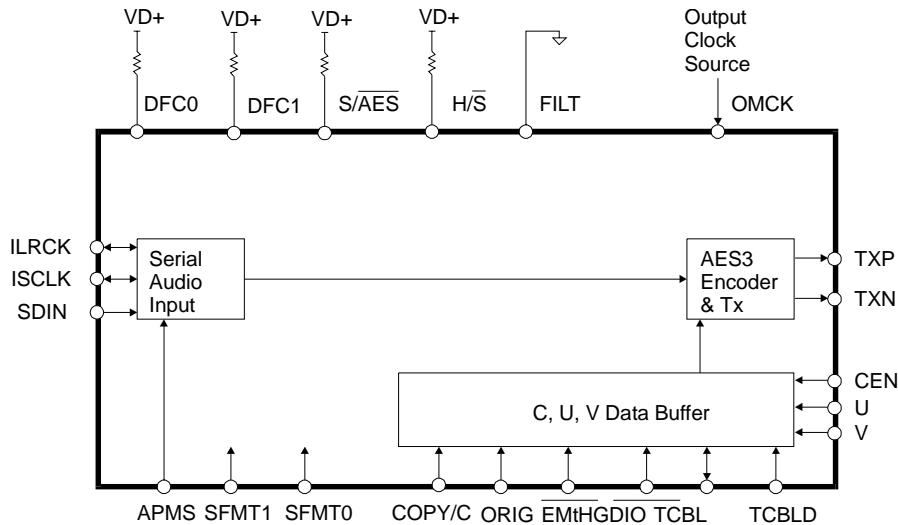 VD+ VD+ VD+ VD+ Output
Clock
Source
DFC0 DFC1 S/AES H/S FILT OMCK
ILRCK
ISCLK
SDIN
Serial
Audio
Input
AES3
Encoder
& Tx
TXP
TXN
C, U, V Data Buffer
CEN
U
V
APMS SFMT1 SFMT0 COPY/C ORIG EMtHGDIO TCBL TCBLD